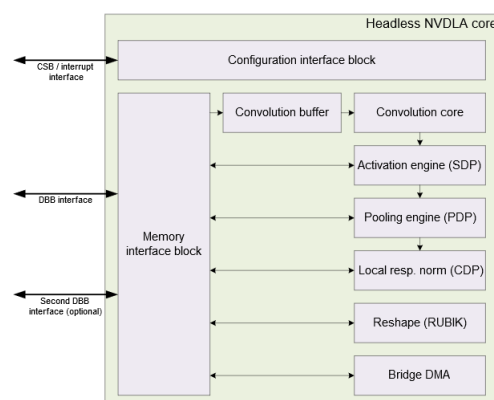 Headless NVDLA core
CSB / interrupt
interface
Configuration interface block
Convolution buffer
Convolution core
Activation engine (SDP)
DBB interface
Pooling engine (PDP)
Memory
interface block
Local resp. norm (CDP)
Second DBB
interface (optional)
Reshape (RUBIK)
Bridge DMA